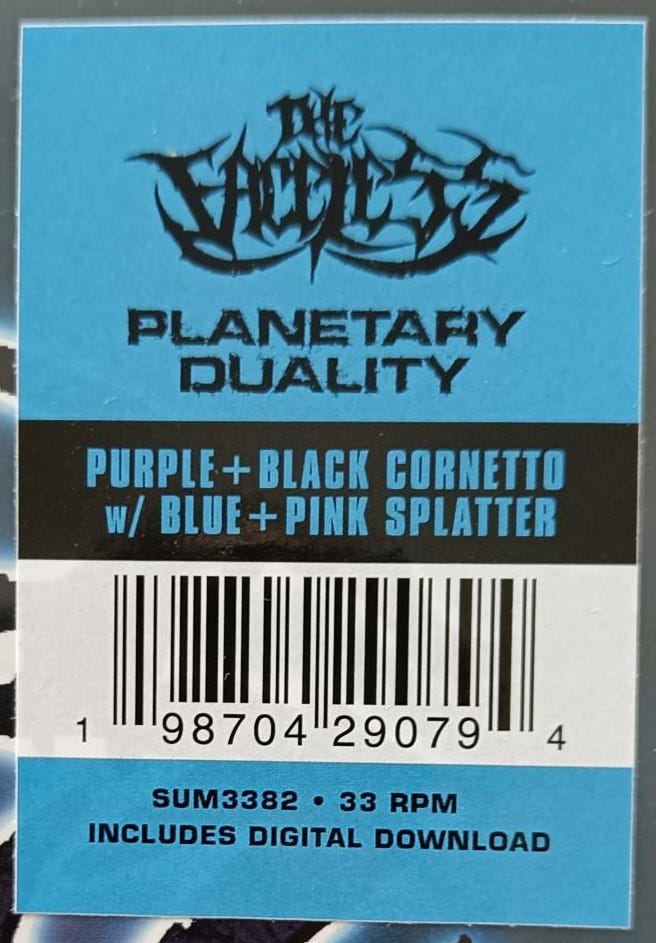 THE
FACELESS
PLANETARY
DUALITY
PURPLE+BLACK CORNETTO
w/ BLUE+PINK SPLATTER
1 98704 29079 4
SUM3382 • 33 RPM
INCLUDES DIGITAL DOWNLOAD